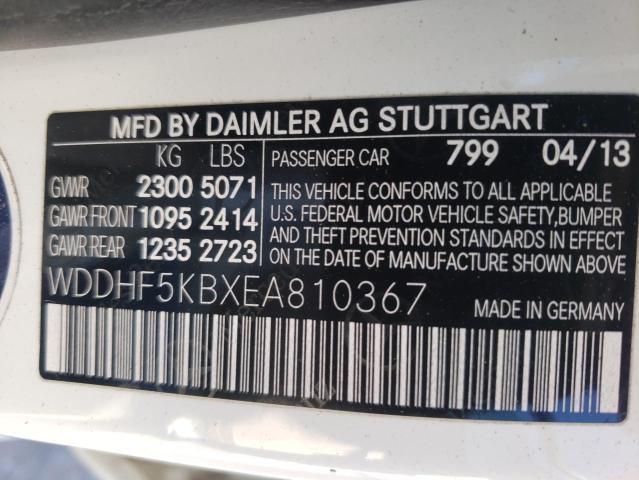 MFD BY DAIMLER AG STUTTGART
KG LBS
GVWR 2300 5071
GAWR FRONT 1095 2414
GAWR REAR 1235 2723
PASSENGER CAR 799 04/13
THIS VEHICLE CONFORMS TO ALL APPLICABLE
U.S. FEDERAL MOTOR VEHICLE SAFETY,BUMPER
AND THEFT PREVENTION STANDARDS IN EFFECT
ON THE DATE OF MANUFACTURE SHOWN ABOVE
WDDHF5KBXEA810367
MADE IN GERMANY